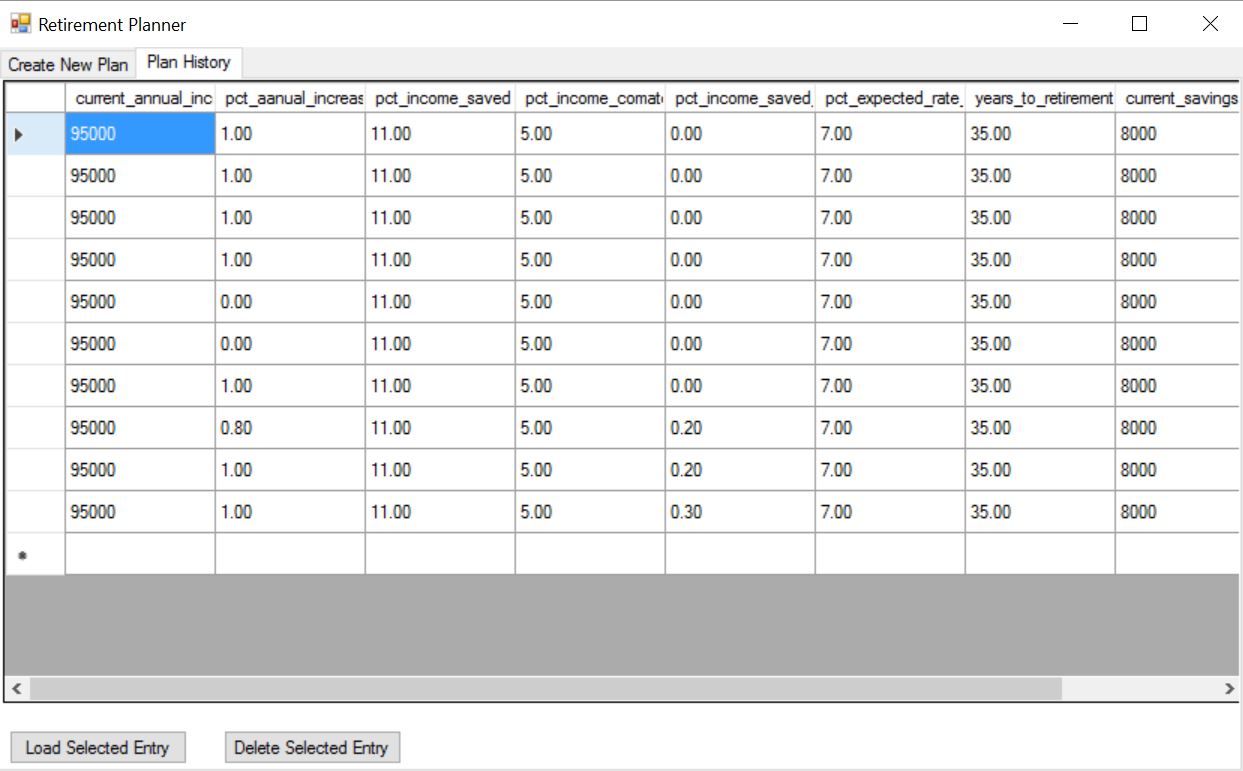 Retirement Planner
Create New Plan Plan History
current_annual_inc pct_aanual_increas pct_income_saved pct_income_comat pct_income_saved_ pct_expected_rate_ years_to_retirement current_savings
95000 1.00 11.00 5.00 0.00 7.00 35.00 8000
95000 1.00 11.00 5.00 0.00 7.00 35.00 8000
95000 1.00 11.00 5.00 0.00 7.00 35.00 8000
95000 1.00 11.00 5.00 0.00 7.00 35.00 8000
95000 0.00 11.00 5.00 0.00 7.00 35.00 8000
95000 0.00 11.00 5.00 0.00 7.00 35.00 8000
95000 1.00 11.00 5.00 0.00 7.00 35.00 8000
95000 0.80 11.00 5.00 0.20 7.00 35.00 8000
95000 1.00 11.00 5.00 0.20 7.00 35.00 8000
95000 1.00 11.00 5.00 0.30 7.00 35.00 8000
Load Selected Entry Delete Selected Entry